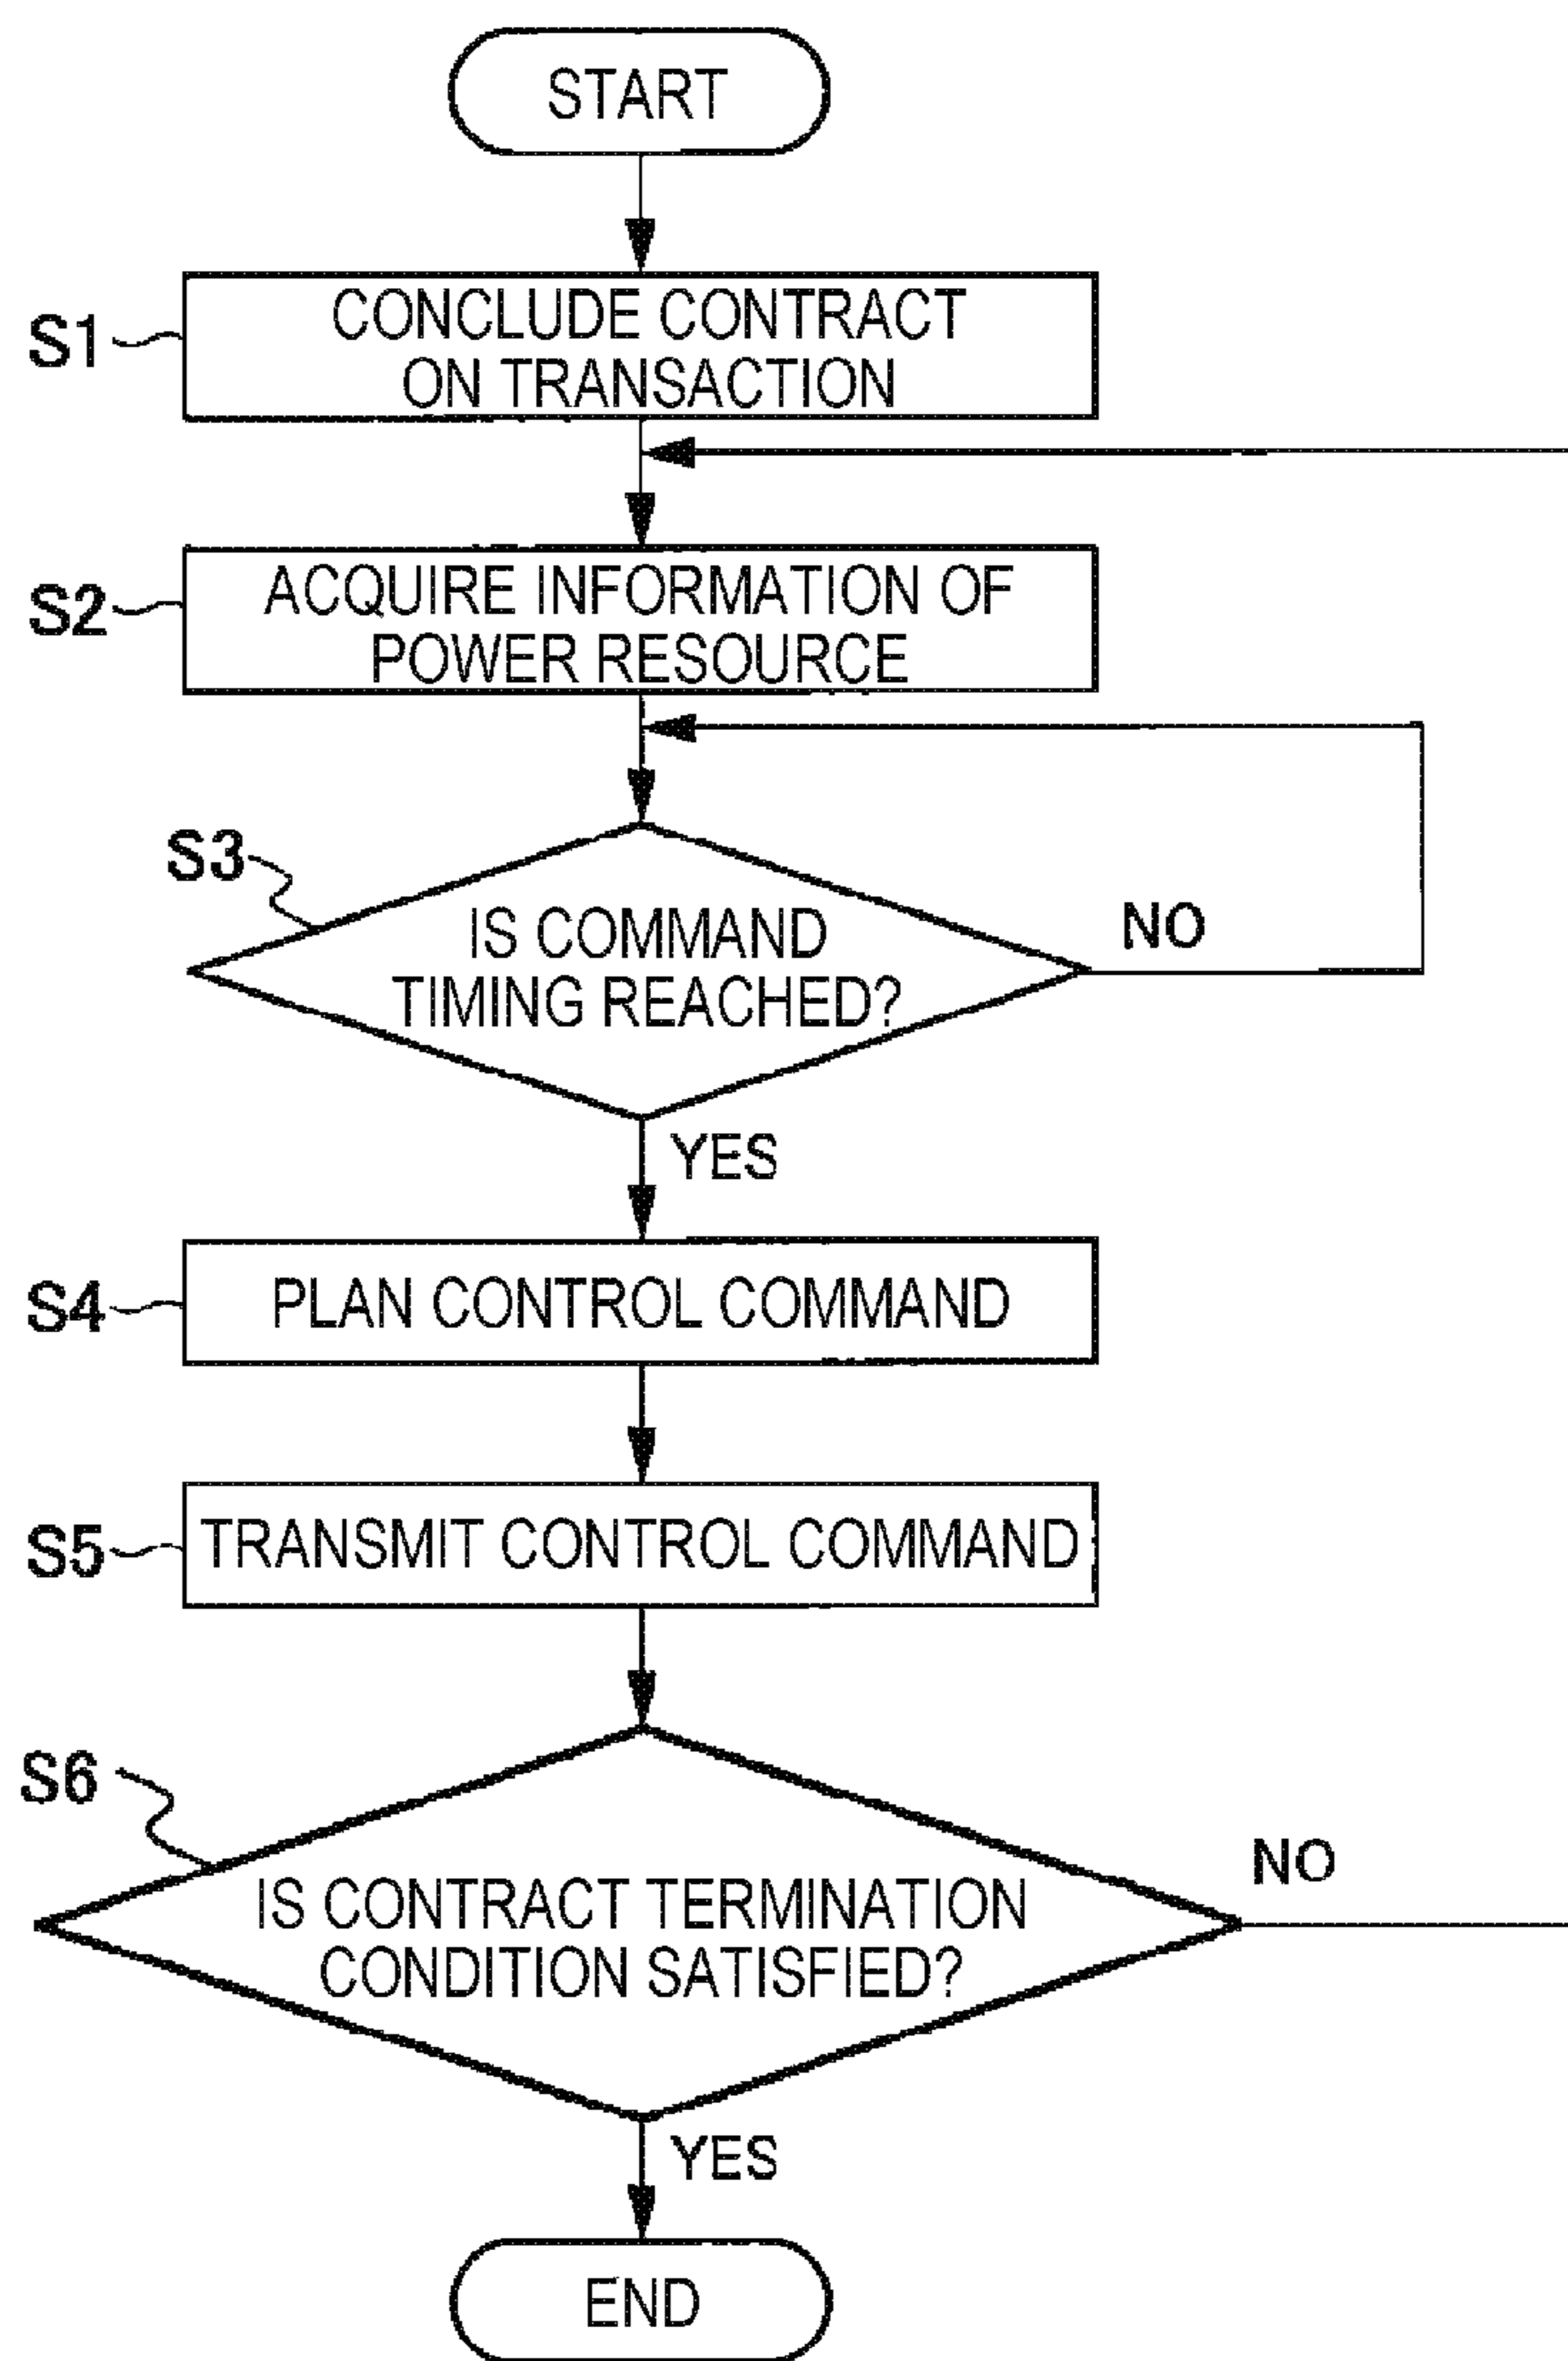 START
S1
CONCLUDE CONTRACT
ON TRANSACTION
S2
ACQUIRE INFORMATION OF
POWER RESOURCE
S3
IS COMMAND
TIMING REACHED?
NO
YES
S4
PLAN CONTROL COMMAND
S5
TRANSMIT CONTROL COMMAND
S6
IS CONTRACT TERMINATION
CONDITION SATISFIED?
NO
YES
END